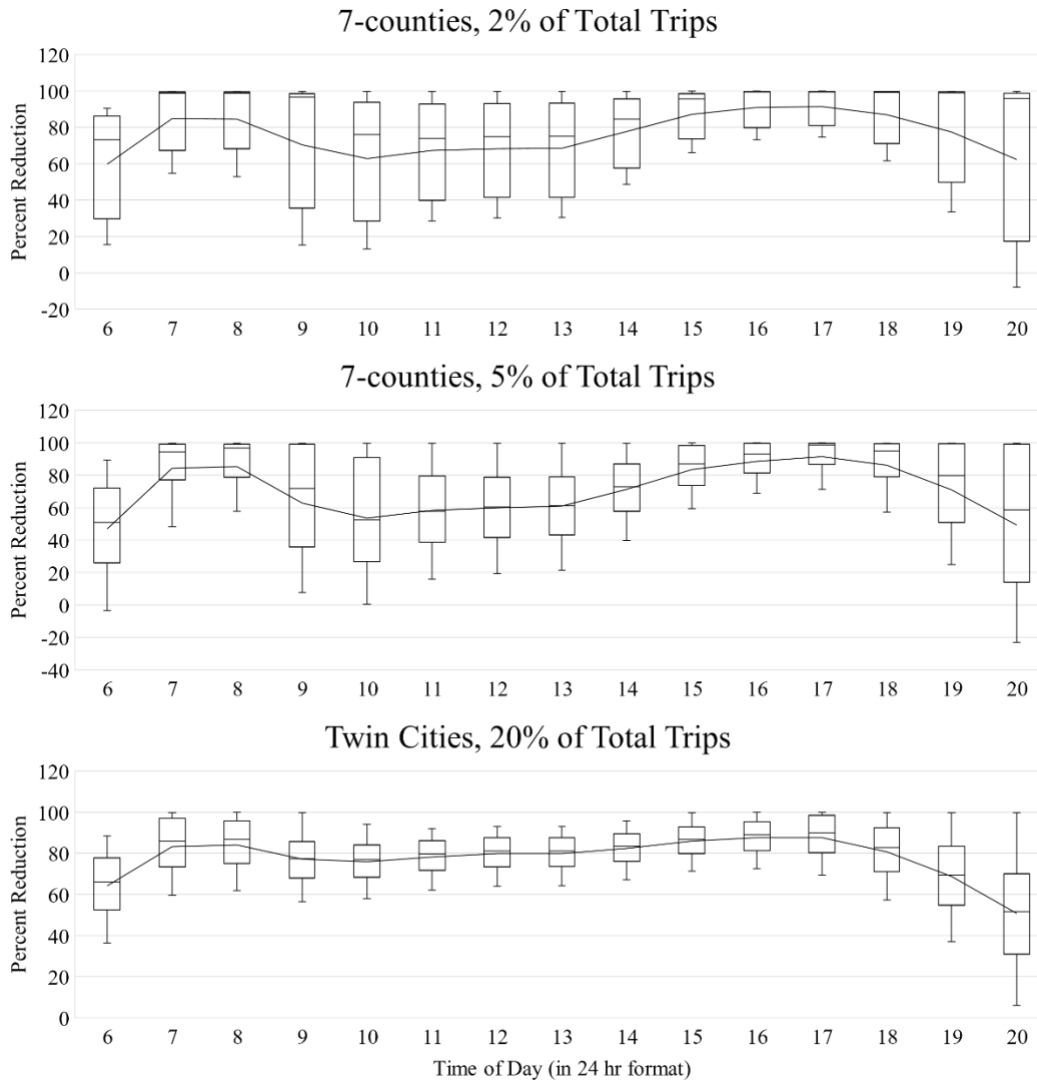 7-counties, 2% of Total Trips
120
100
80
60
40
20
0
-20
Percent Reduction
6 7 8 9 10 11 12 13 14 15 16 17 18 19 20
7-counties, 5% of Total Trips
120
100
80
60
40
20
0
-20
-40
Percent Reduction
6 7 8 9 10 11 12 13 14 15 16 17 18 19 20
Twin Cities, 20% of Total Trips
120
100
80
60
40
20
0
Percent Reduction
6 7 8 9 10 11 12 13 14 15 16 17 18 19 20
Time of Day (in 24 hr format)